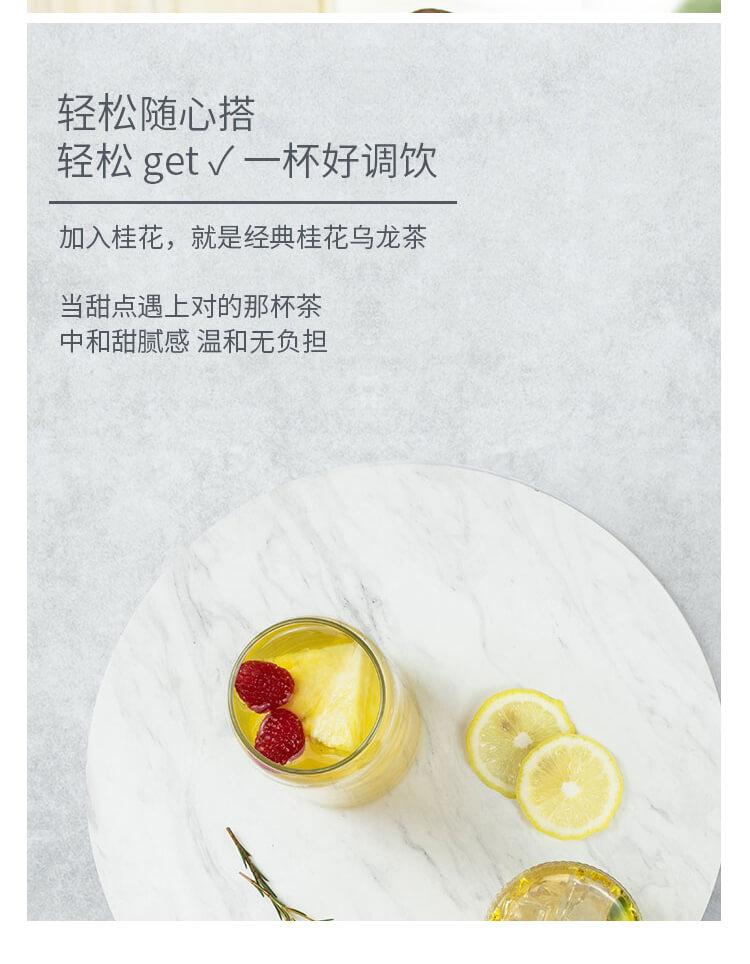 轻松随心搭
轻松 get ✓ 一杯好调饮
加入桂花，就是经典桂花乌龙茶
当甜点遇上对的那杯茶
中和甜腻感 温和无负担